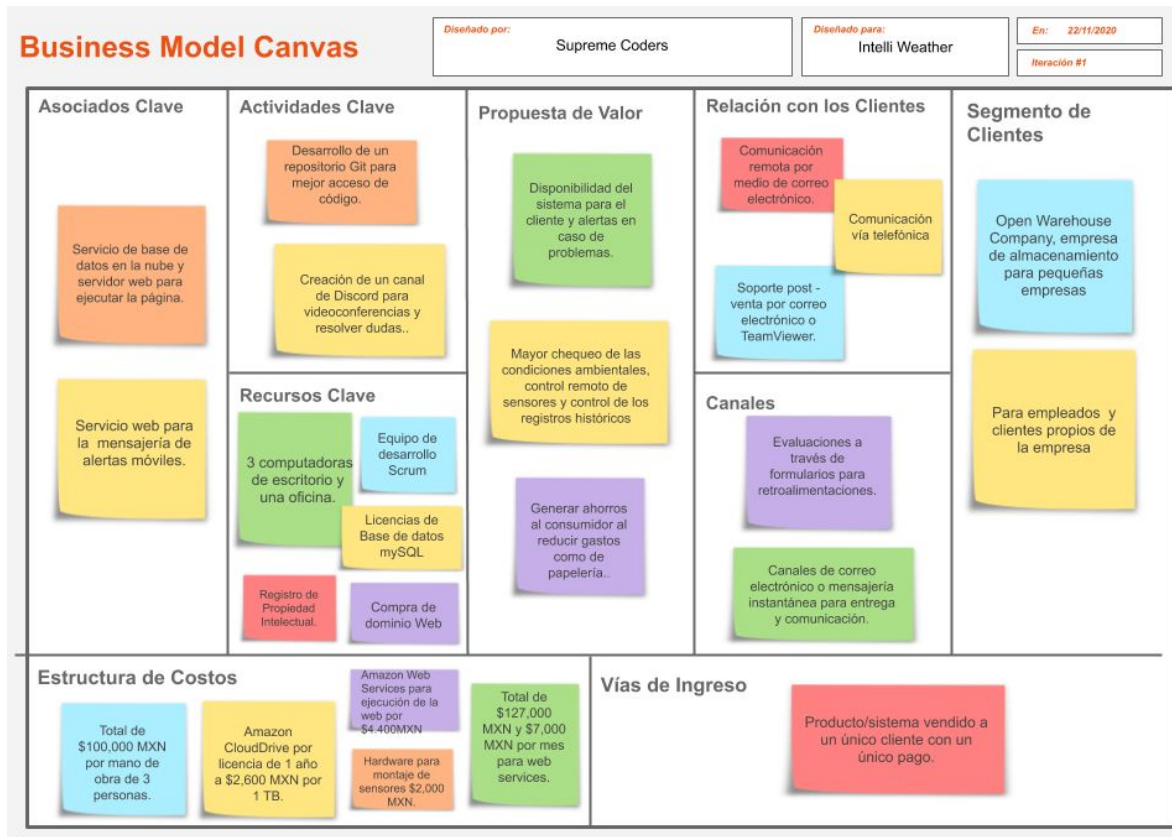 Business Model Canvas
Diseñado por:
Supreme Coders
Diseñado para:
Intelli Weather
En: 22/11/2020
Iteración #1
Asociados Clave
Servicio de base de
datos en la nube y
servidor web para
ejecutar la página.
Servicio web para
la mensajería de
alertas móviles.
Actividades Clave
Desarrollo de un
repositorio Git para
mejor acceso de
código.
Creación de un canal
de Discord para
videoconferencias y
resolver dudas..
Recursos Clave
3 computadoras
de escritorio y
una oficina.
Equipo de
desarrollo
Scrum
Licencias de
Base de datos
mySQL
Registro de
Propiedad
Intelectual.
Compra de
dominio Web
Propuesta de Valor
Disponibilidad del
sistema para el
cliente y alertas en
caso de
problemas.
Mayor chequeo de las
condiciones ambientales,
control remoto de
sensores y control de los
registros históricos
Generar ahorros
al consumidor al
reducir gastos
como de
papelería..
Relación con los Clientes
Comunicación
remota por
medio de correo
electrónico.
Comunicación
vía telefónica
Soporte post -
venta por correo
electrónico o
TeamViewer.
Canales
Evaluaciones a
través de
formularios para
retroalimentaciones.
Canales de correo
electrónico o mensajería
instantánea para entrega
y comunicación.
Segmento de
Clientes
Open Warehouse
Company, empresa
de almacenamiento
para pequeñas
empresas
Para empleados y
clientes propios de
la empresa
Estructura de Costos
Total de
$100,000 MXN
por mano de
obra de 3
personas.
Amazon
CloudDrive por
licencia de 1 año
a $2,600 MXN por
1 TB.
Amazon Web
Services para
ejecución de la
web por
$4.400MXN
Hardware para
montaje de
sensores $2,000
MXN.
Total de
$127,000
MXN y $7,000
MXN por mes
para web
services.
Vías de Ingreso
Producto/sistema vendido a
un único cliente con un
único pago.